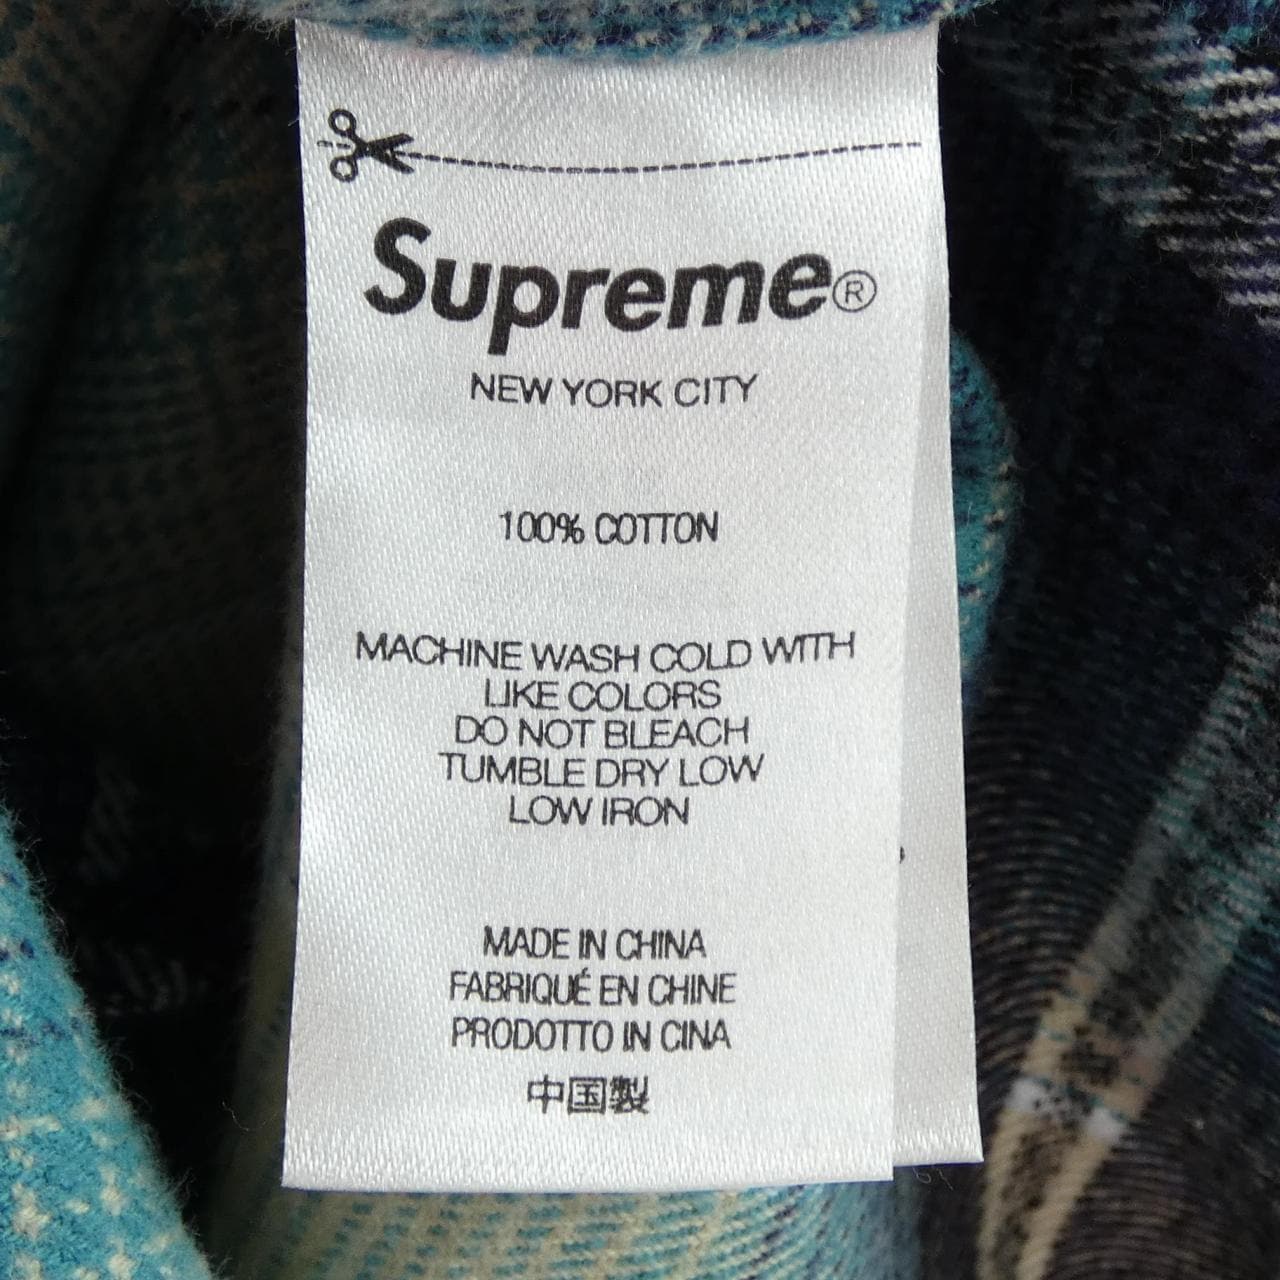 Supreme®
NEW YORK CITY
100% COTTON
MACHINE WASH COLD WITH
LIKE COLORS
DO NOT BLEACH
TUMBLE DRY LOW
LOW IRON
MADE IN CHINA
FABRIQUÉ EN CHINE
PRODOTTO IN CINA
中国製